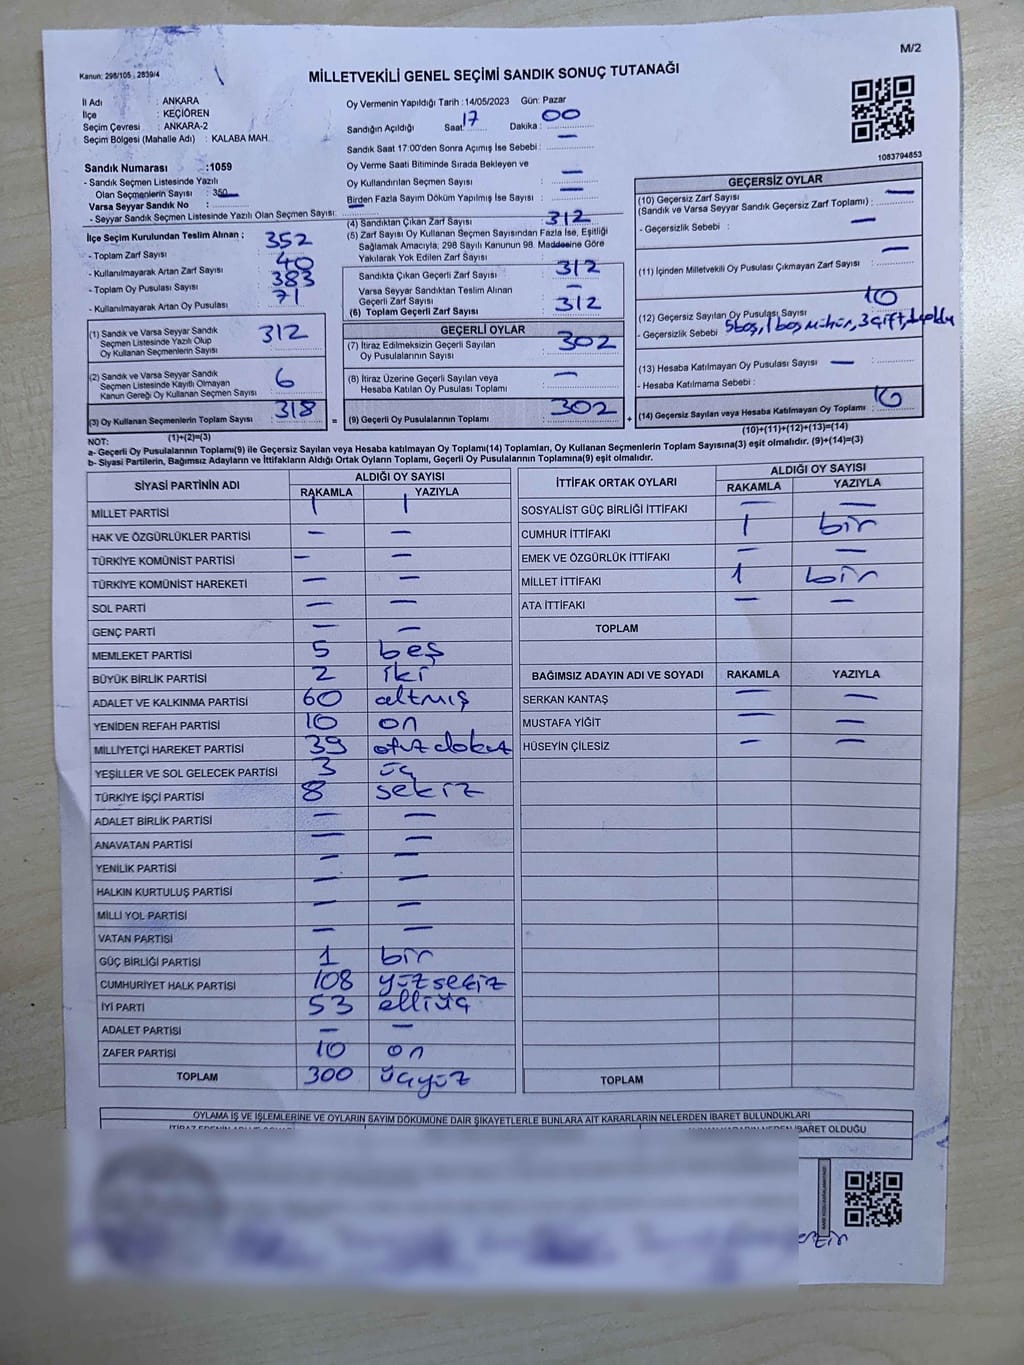 M/2
Kanun: 298/105 , 2839/4
MİLLETVEKİLİ GENEL SEÇİMİ SANDIK SONUÇ TUTANAĞI
İl Adı : ANKARA
İlçe : KEÇİÖREN
Seçim Çevresi : ANKARA-2
Seçim Bölgesi (Mahalle Adı) : KALABA MAH.
Oy Vermenin Yapıldığı Tarih :14/05/2023 Gün: Pazar
Sandığın Açıldığı Saat 17 Dakika : 00
Sandık Saat 17:00'den Sonra Açımış İse Sebebi : —
Oy Verme Saati Bitiminde Sırada Bekleyen ve
Oy Kullandırılan Seçmen Sayısı : —
Birden Fazla Sayım Döküm Yapılmış İse Sayısı : —
1083794853
Sandık Numarası :1059
- Sandık Seçmen Listesinde Yazılı
Olan Seçmenlerin Sayısı : 350
Varsa Seyyar Sandık No : —
- Seyyar Sandık Seçmen Listesinde Yazılı Olan Seçmen Sayısı: —
İlçe Seçim Kurulundan Teslim Alınan ;
- Toplam Zarf Sayısı : 352
- Kullanılmayarak Artan Zarf Sayısı : 40
- Toplam Oy Pusulası Sayısı : 383
- Kullanılmayarak Artan Oy Pusulası : 71
(1) Sandık ve Varsa Seyyar Sandık
Seçmen Listesinde Yazılı Olup
Oy Kullanan Seçmenlerin Sayısı : 312
(2) Sandık ve Varsa Seyyar Sandık
Seçmen Listesinde Kayıtlı Olmayan
Kanun Gereği Oy Kullanan Seçmen Sayısı : 6
(3) Oy Kullanan Seçmenlerin Toplam Sayısı : 318
(1)+(2)=(3)
(4) Sandıktan Çıkan Zarf Sayısı : 312
(5) Zarf Sayısı Oy Kullanan Seçmen Sayısından Fazla İse, Eşitliği
Sağlamak Amacıyla, 298 Sayılı Kanunun 98. Maddesine Göre
Yakılarak Yok Edilen Zarf Sayısı : —
Sandıkta Çıkan Geçerli Zarf Sayısı : 312
Varsa Seyyar Sandıktan Teslim Alınan
Geçerli Zarf Sayısı : —
(6) Toplam Geçerli Zarf Sayısı : 312
GEÇERLİ OYLAR
(7) İtiraz Edilmeksizin Geçerli Sayılan
Oy Pusulalarının Sayısı : 302
(8) İtiraz Üzerine Geçerli Sayılan veya
Hesaba Katılan Oy Pusulası Toplamı : —
= (9) Geçerli Oy Pusulalarının Toplamı : 302 +
GEÇERSİZ OYLAR
(10) Geçersiz Zarf Sayısı
(Sandık ve Varsa Seyyar Sandık Geçersiz Zarf Toplamı) : —
- Geçersizlik Sebebi : —
(11) İçinden Milletvekili Oy Pusulası Çıkmayan Zarf Sayısı : —
(12) Geçersiz Sayılan Oy Pusulası Sayısı : 10
- Geçersizlik Sebebi : 5boş, 1 boş mühür, 3 çift,
(13) Hesaba Katılmayan Oy Pusulası Sayısı : —
- Hesaba Katılmama Sebebi :
(14) Geçersiz Sayılan veya Hesaba Katılmayan Oy Toplamı : 10
(10)+(11)+(12)+(13)=(14)
NOT:
a- Geçerli Oy Pusulalarının Toplamı(9) ile Geçersiz Sayılan veya Hesaba katılmayan Oy Toplamı(14) Toplamları, Oy Kullanan Seçmenlerin Toplam Sayısına(3) eşit olmalıdır. (9)+(14)=(3)
b- Siyasi Partilerin, Bağımsız Adayların ve İttifakların Aldığı Ortak Oyların Toplamı, Geçerli Oy Pusulalarının Toplamına(9) eşit olmalıdır.
SİYASİ PARTİNİN ADI ALDIĞI OY SAYISI
RAKAMLA YAZIYLA
MİLLET PARTİSİ 1 1
HAK VE ÖZGÜRLÜKLER PARTİSİ — —
TÜRKİYE KOMÜNİST PARTİSİ — —
TÜRKİYE KOMÜNİST HAREKETİ — —
SOL PARTİ — —
GENÇ PARTİ — —
MEMLEKET PARTİSİ 5 beş
BÜYÜK BİRLİK PARTİSİ 2 iki
ADALET VE KALKINMA PARTİSİ 60 altmış
YENİDEN REFAH PARTİSİ 10 on
MİLLİYETÇİ HAREKET PARTİSİ 39 otuz dokuz
YEŞİLLER VE SOL GELECEK PARTİSİ 3 üç
TÜRKİYE İŞÇİ PARTİSİ 8 sekiz
ADALET BİRLİK PARTİSİ — —
ANAVATAN PARTİSİ — —
YENİLİK PARTİSİ — —
HALKIN KURTULUŞ PARTİSİ — —
MİLLİ YOL PARTİSİ — —
VATAN PARTİSİ — —
GÜÇ BİRLİĞİ PARTİSİ 1 bir
CUMHURİYET HALK PARTİSİ 108 yüz sekiz
İYİ PARTİ 53 elliüç
ADALET PARTİSİ — —
ZAFER PARTİSİ 10 on
TOPLAM 300 üçyüz
İTTİFAK ORTAK OYLARI ALDIĞI OY SAYISI
RAKAMLA YAZIYLA
SOSYALİST GÜÇ BİRLİĞİ İTTİFAKI — —
CUMHUR İTTİFAKI 1 bir
EMEK VE ÖZGÜRLÜK İTTİFAKI — —
MİLLET İTTİFAKI 1 bir
ATA İTTİFAKI — —
TOPLAM
BAĞIMSIZ ADAYIN ADI VE SOYADI RAKAMLA YAZIYLA
SERKAN KANTAŞ — —
MUSTAFA YİĞİT — —
HÜSEYİN ÇİLESİZ — —
TOPLAM
OYLAMA İŞ VE İŞLEMLERİNE VE OYLARIN SAYIM DÖKÜMÜNE DAİR ŞİKAYETLERLE BUNLARA AİT KARARLARIN NELERDEN İBARET BULUNDUKLARI
İBARET OLDUĞU